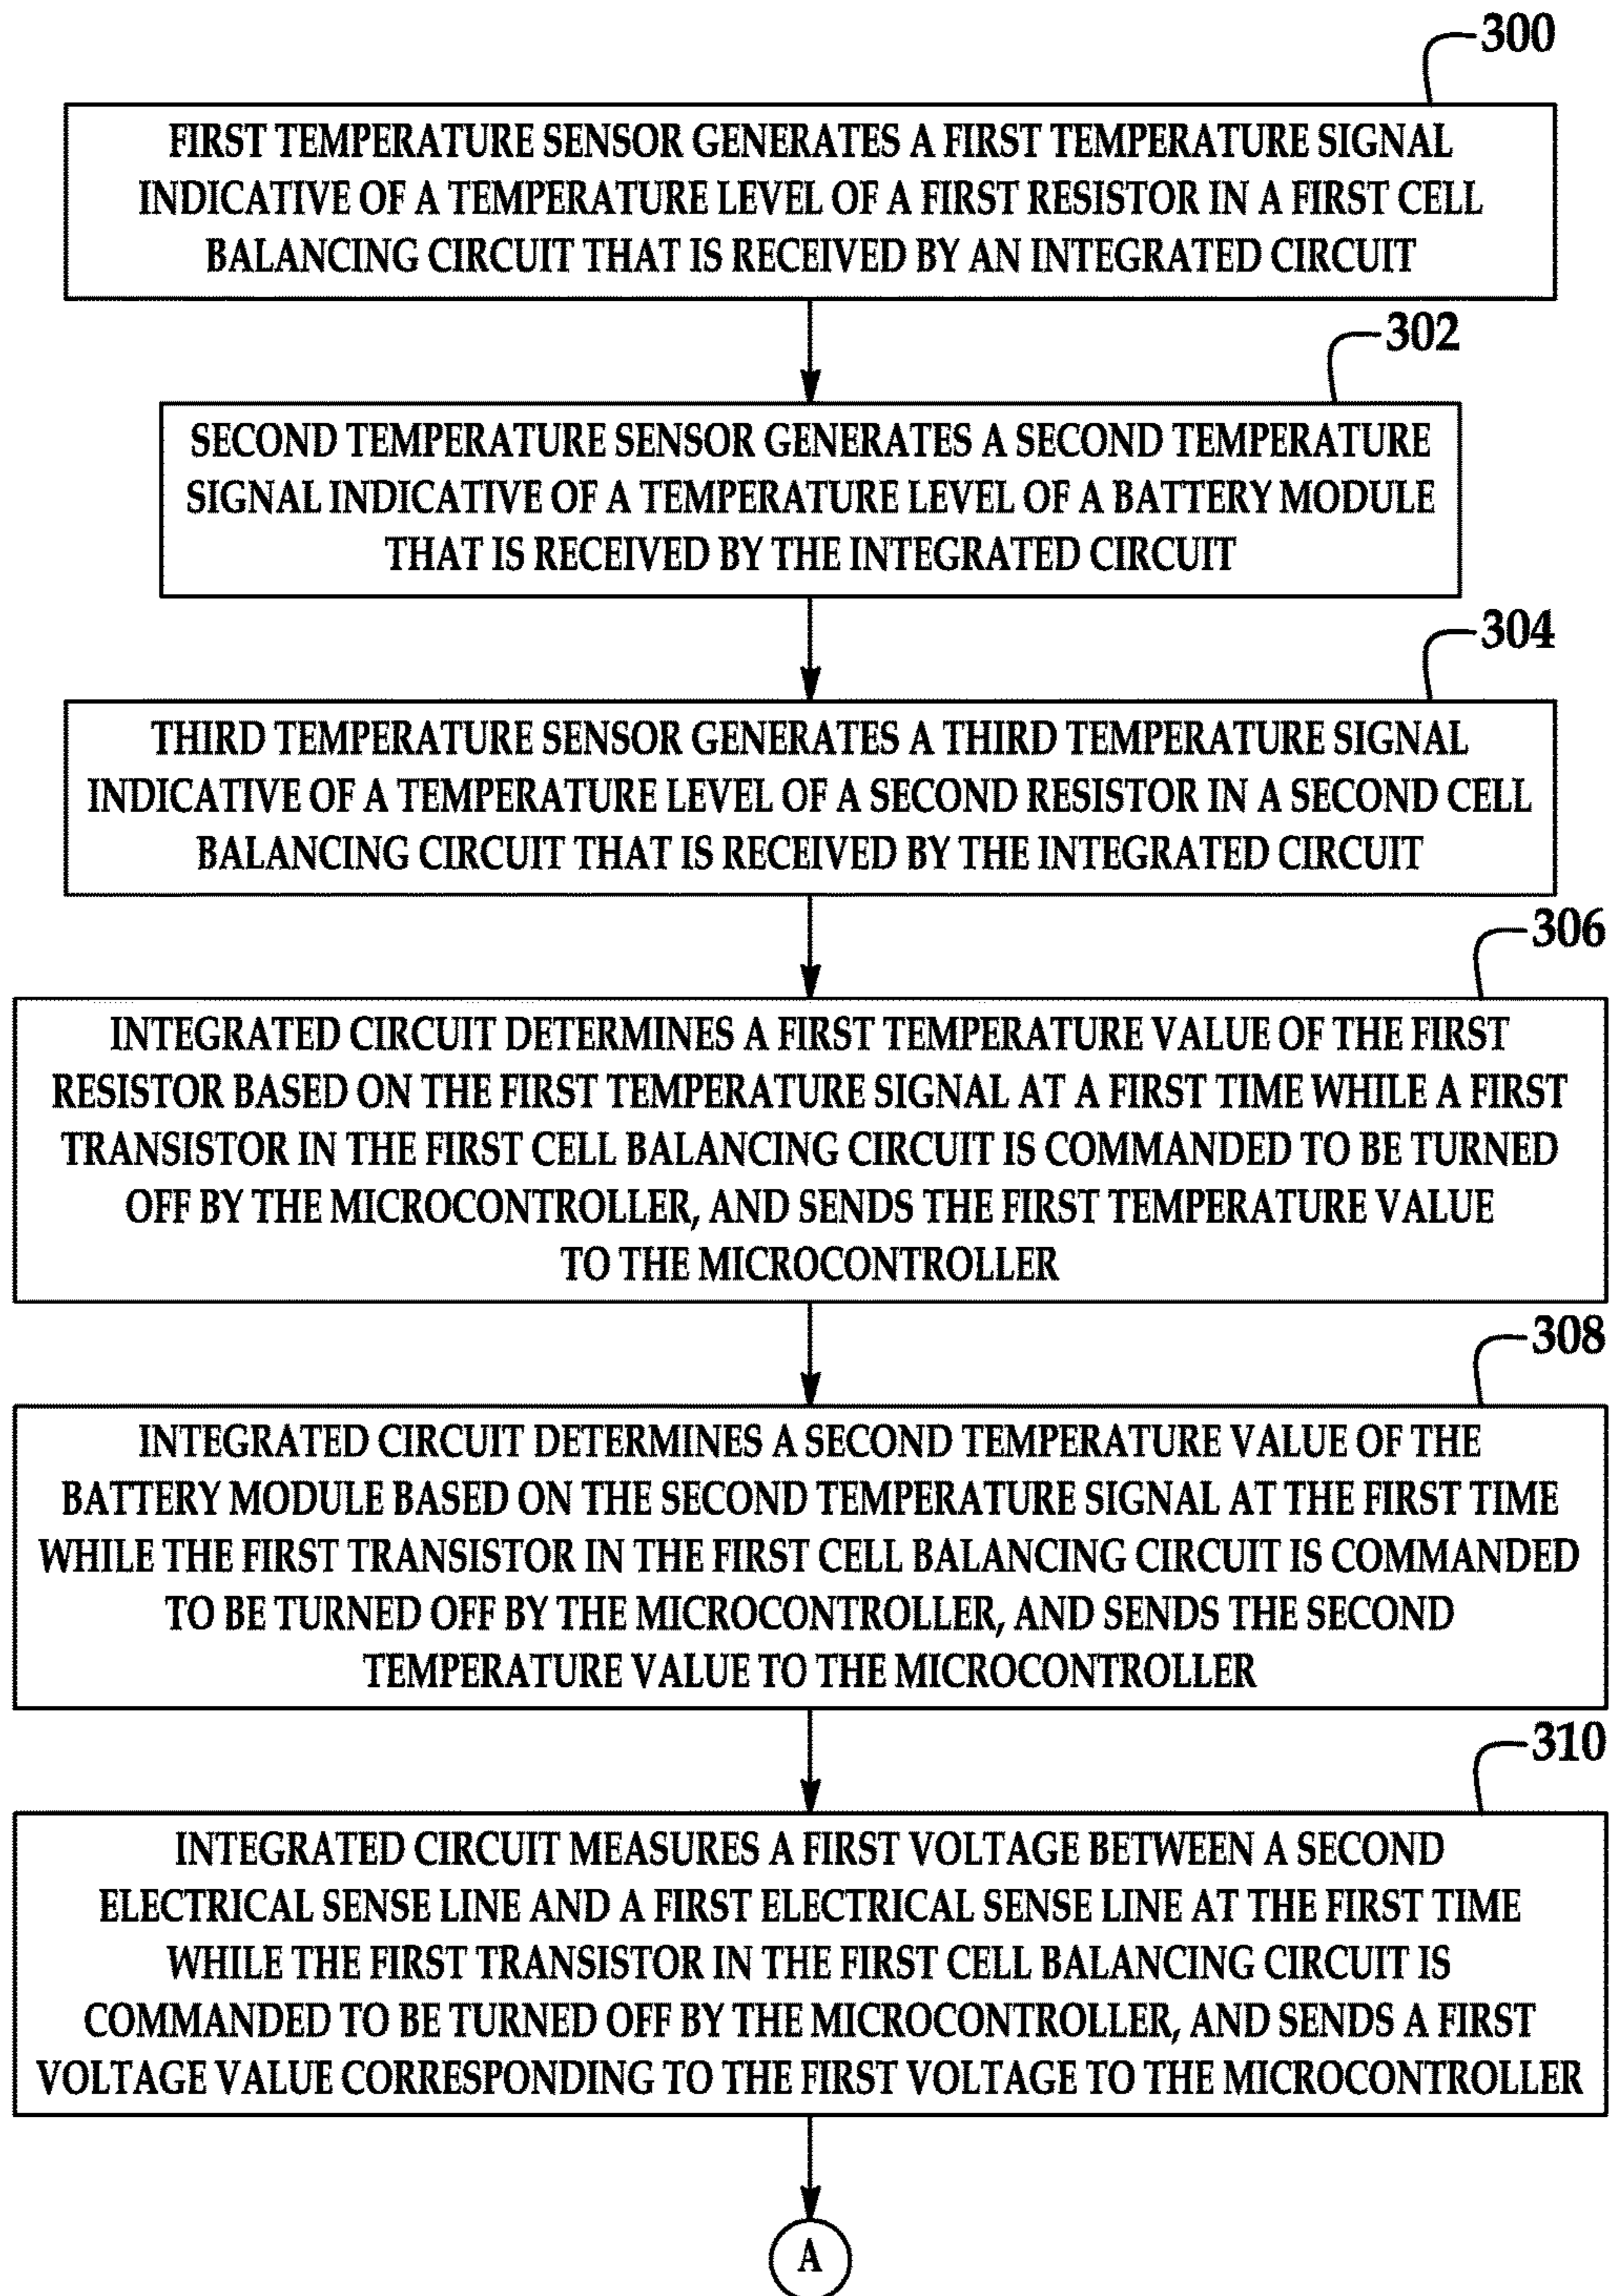 300
FIRST TEMPERATURE SENSOR GENERATES A FIRST TEMPERATURE SIGNAL
INDICATIVE OF A TEMPERATURE LEVEL OF A FIRST RESISTOR IN A FIRST CELL
BALANCING CIRCUIT THAT IS RECEIVED BY AN INTEGRATED CIRCUIT
302
SECOND TEMPERATURE SENSOR GENERATES A SECOND TEMPERATURE
SIGNAL INDICATIVE OF A TEMPERATURE LEVEL OF A BATTERY MODULE
THAT IS RECEIVED BY THE INTEGRATED CIRCUIT
304
THIRD TEMPERATURE SENSOR GENERATES A THIRD TEMPERATURE SIGNAL
INDICATIVE OF A TEMPERATURE LEVEL OF A SECOND RESISTOR IN A SECOND CELL
BALANCING CIRCUIT THAT IS RECEIVED BY THE INTEGRATED CIRCUIT
306
INTEGRATED CIRCUIT DETERMINES A FIRST TEMPERATURE VALUE OF THE FIRST
RESISTOR BASED ON THE FIRST TEMPERATURE SIGNAL AT A FIRST TIME WHILE A FIRST
TRANSISTOR IN THE FIRST CELL BALANCING CIRCUIT IS COMMANDED TO BE TURNED
OFF BY THE MICROCONTROLLER, AND SENDS THE FIRST TEMPERATURE VALUE
TO THE MICROCONTROLLER
308
INTEGRATED CIRCUIT DETERMINES A SECOND TEMPERATURE VALUE OF THE
BATTERY MODULE BASED ON THE SECOND TEMPERATURE SIGNAL AT THE FIRST TIME
WHILE THE FIRST TRANSISTOR IN THE FIRST CELL BALANCING CIRCUIT IS COMMANDED
TO BE TURNED OFF BY THE MICROCONTROLLER, AND SENDS THE SECOND
TEMPERATURE VALUE TO THE MICROCONTROLLER
310
INTEGRATED CIRCUIT MEASURES A FIRST VOLTAGE BETWEEN A SECOND
ELECTRICAL SENSE LINE AND A FIRST ELECTRICAL SENSE LINE AT THE FIRST TIME
WHILE THE FIRST TRANSISTOR IN THE FIRST CELL BALANCING CIRCUIT IS
COMMANDED TO BE TURNED OFF BY THE MICROCONTROLLER, AND SENDS A FIRST
VOLTAGE VALUE CORRESPONDING TO THE FIRST VOLTAGE TO THE MICROCONTROLLER
A